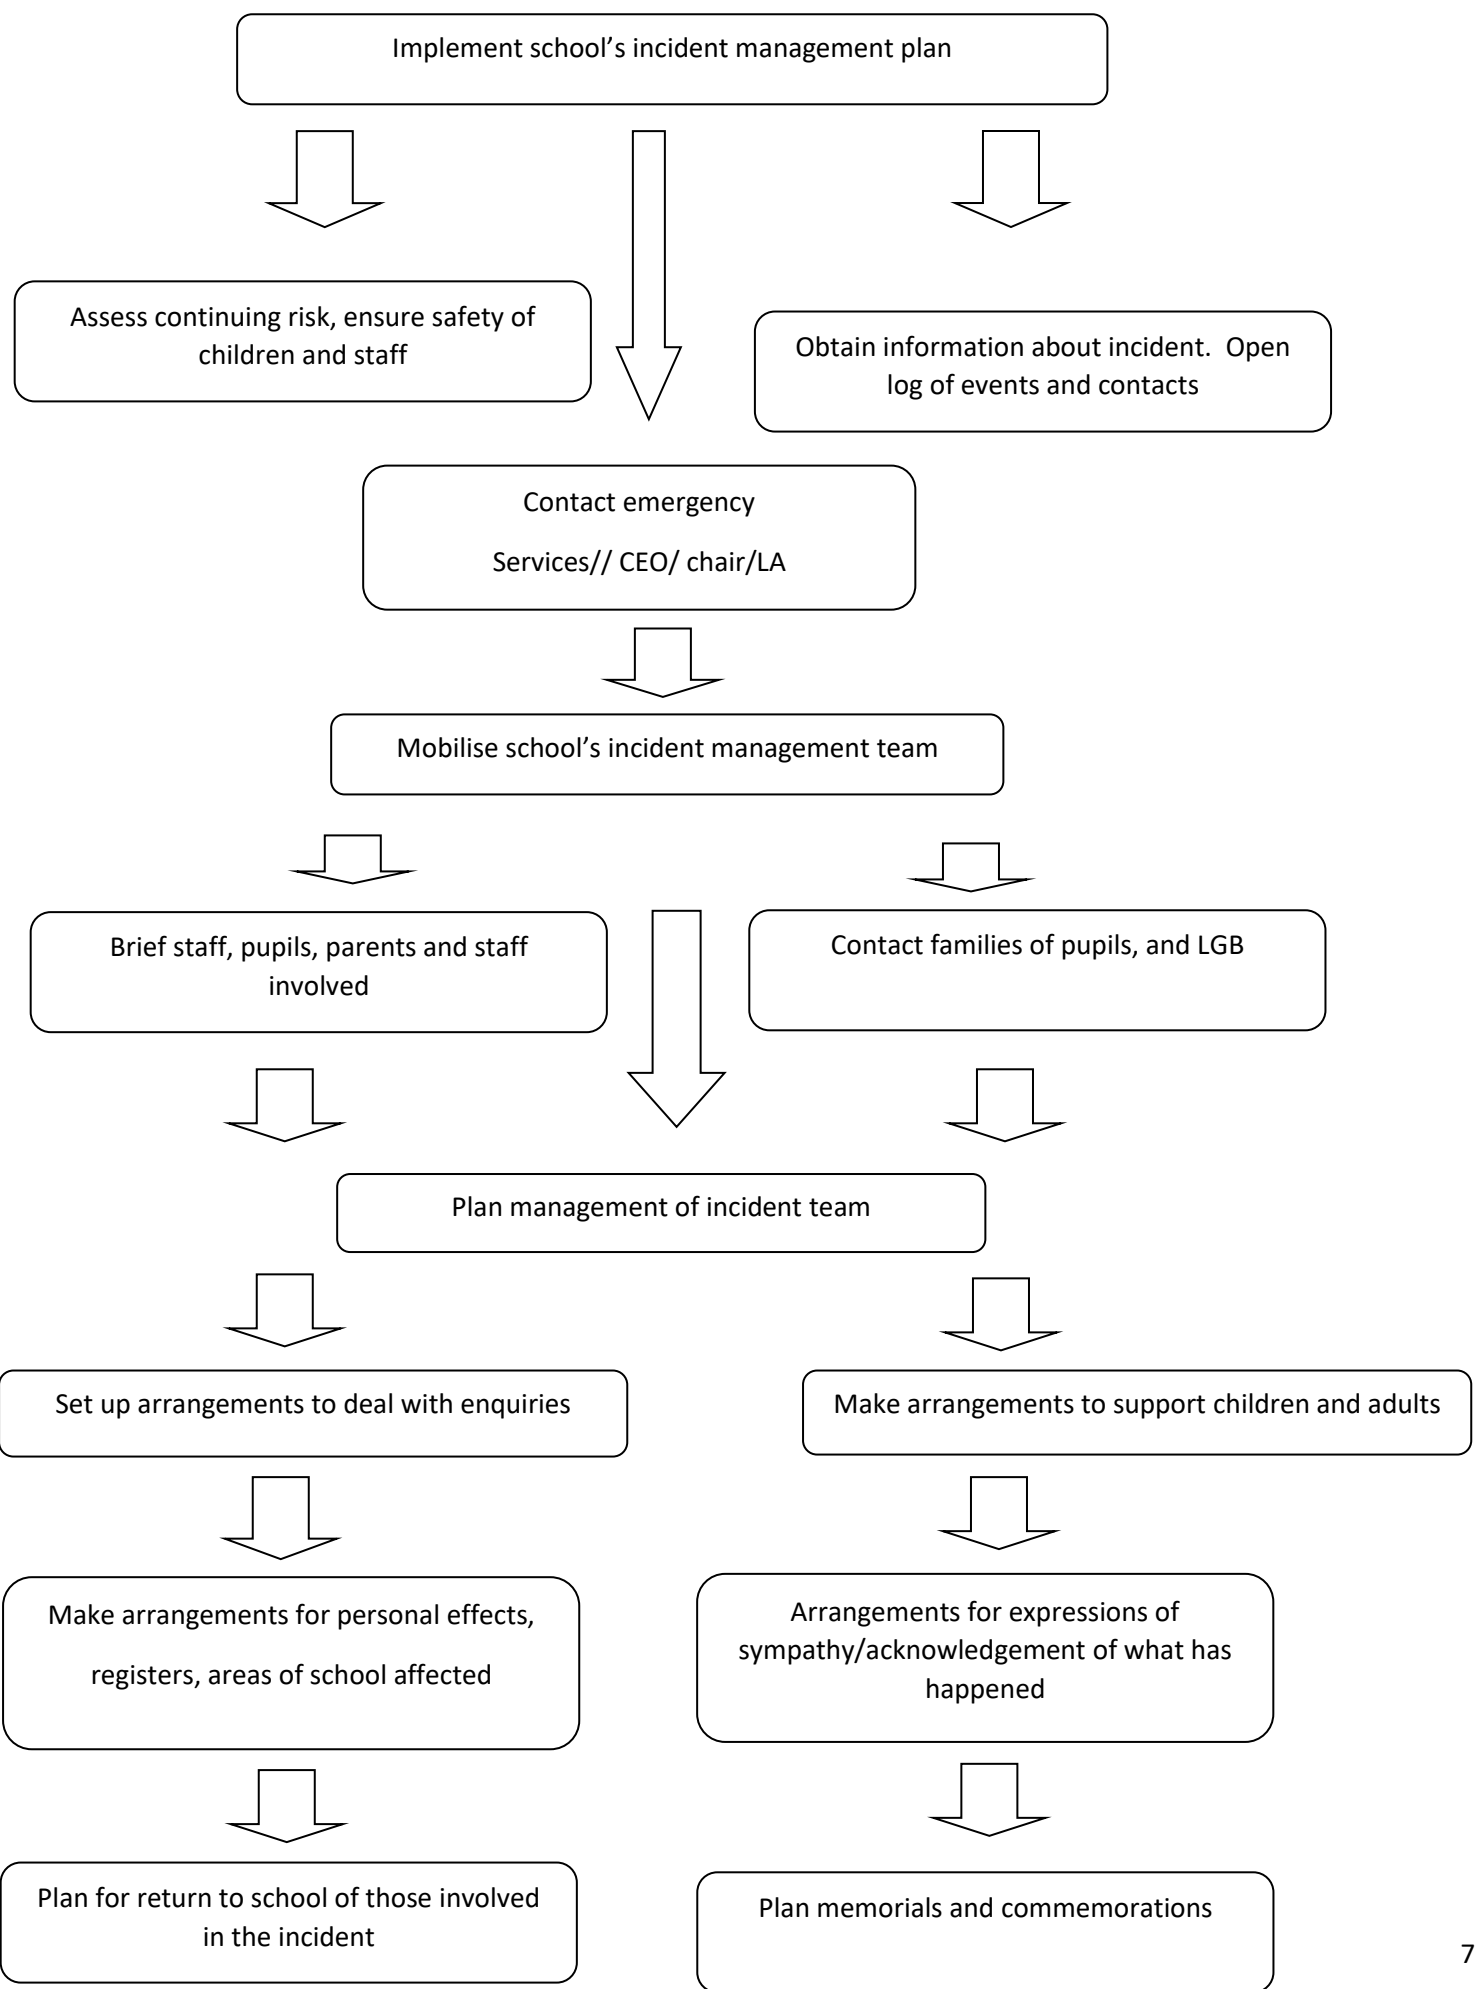 Implement school’s incident management plan
Assess continuing risk, ensure safety of
children and staff
Obtain information about incident.  Open
log of events and contacts
Contact emergency
Services// CEO/ chair/LA
Mobilise school’s incident management team
Brief staff, pupils, parents and staff
involved
Contact families of pupils, and LGB
Plan management of incident team
Set up arrangements to deal with enquiries
Make arrangements to support children and adults
Make arrangements for personal effects,
registers, areas of school affected
Arrangements for expressions of
sympathy/acknowledgement of what has
happened
Plan for return to school of those involved
in the incident
Plan memorials and commemorations
7